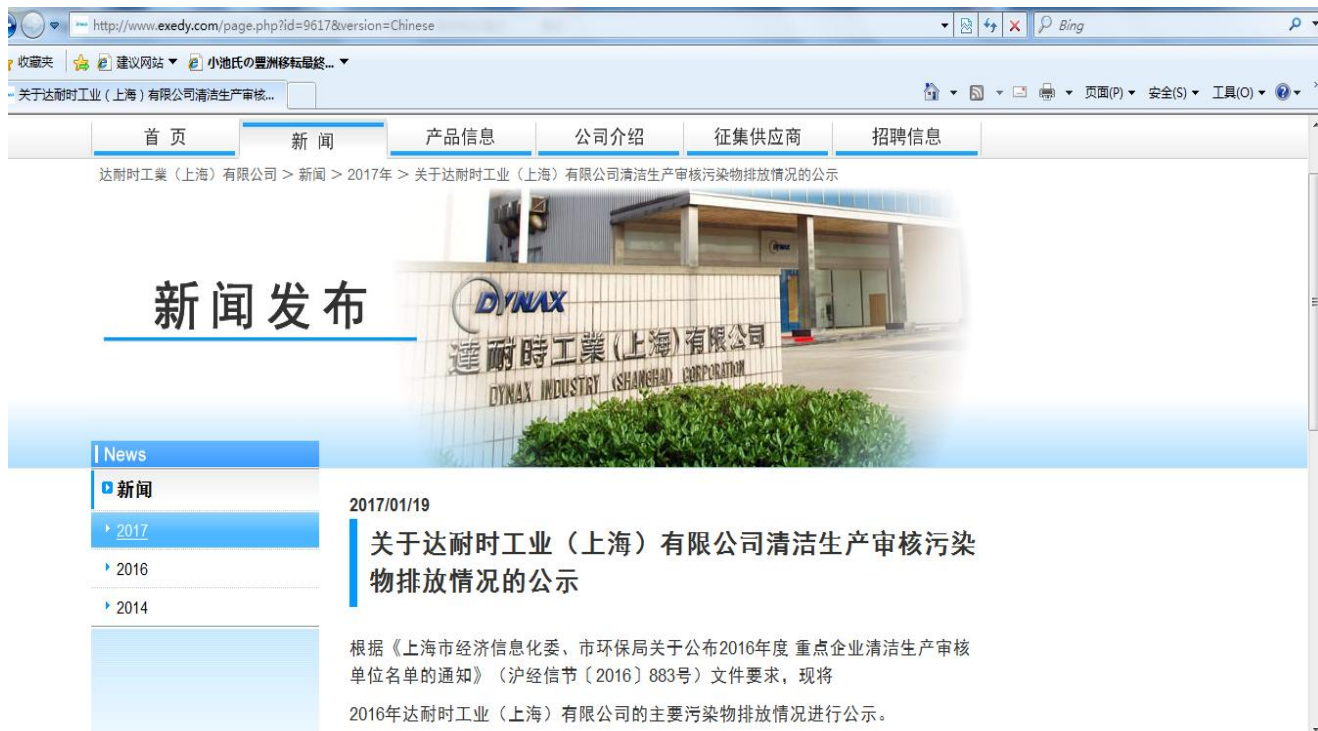 http://www.exedy.com/page.php?id=9617&version=Chinese
Bing
收藏夹 建议网站 小池氏の豊洲移転最終...
关于达耐时工业（上海）有限公司清洁生产审核...
页面(P) 安全(S) 工具(O)
首 页 新 闻 产品信息 公司介绍 征集供应商 招聘信息
达耐时工業（上海）有限公司 > 新闻 > 2017年 > 关于达耐时工业（上海）有限公司清洁生产审核污染物排放情况的公示
新闻发布
DYNAX
達耐時工業(上海)有限公司
DYNAX INDUSTRY (SHANGHAI) CORPORATION
News
新闻
2017
2016
2014
2017/01/19
关于达耐时工业（上海）有限公司清洁生产审核污染
物排放情况的公示
根据《上海市经济信息化委、市环保局关于公布2016年度 重点企业清洁生产审核
单位名单的通知》（沪经信节〔2016〕883号）文件要求，现将
2016年达耐时工业（上海）有限公司的主要污染物排放情况进行公示。